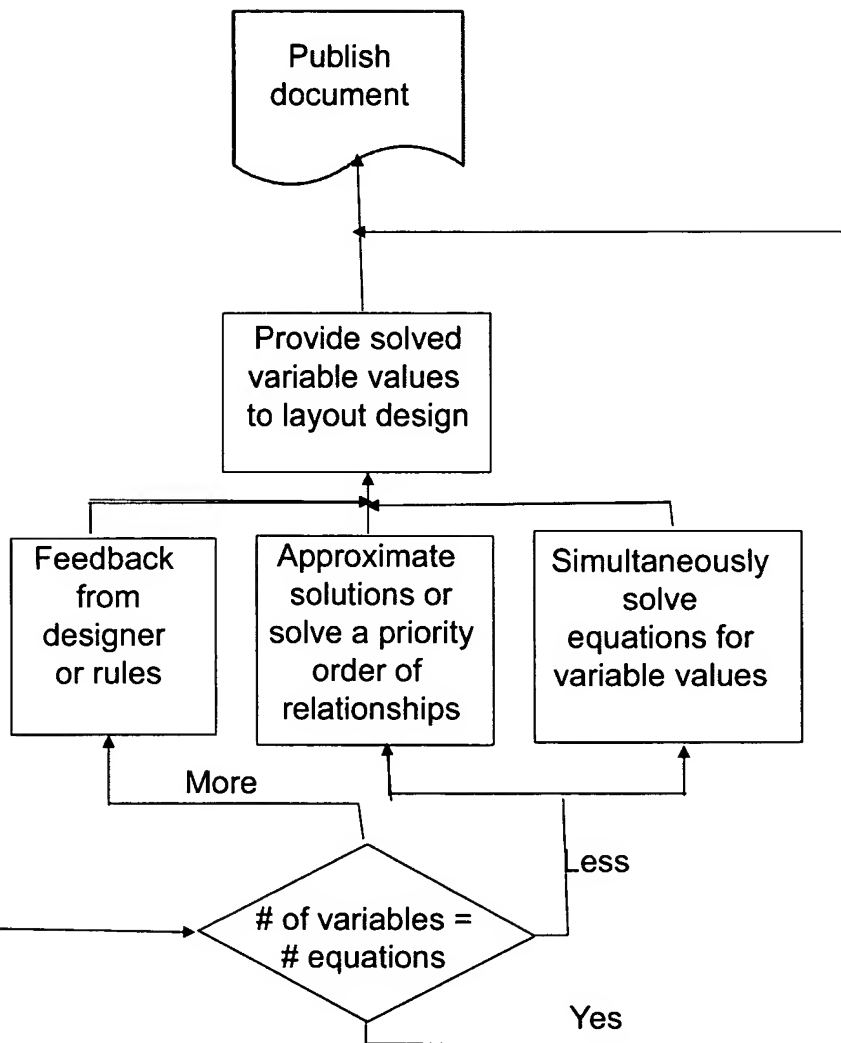 Publish
document
Provide solved
variable values
to layout design
Feedback
from
designer
or rules
Approximate
solutions or
solve a priority
order of
relationships
Simultaneously
solve
equations for
variable values
More
Less
# of variables =
# equations
Yes